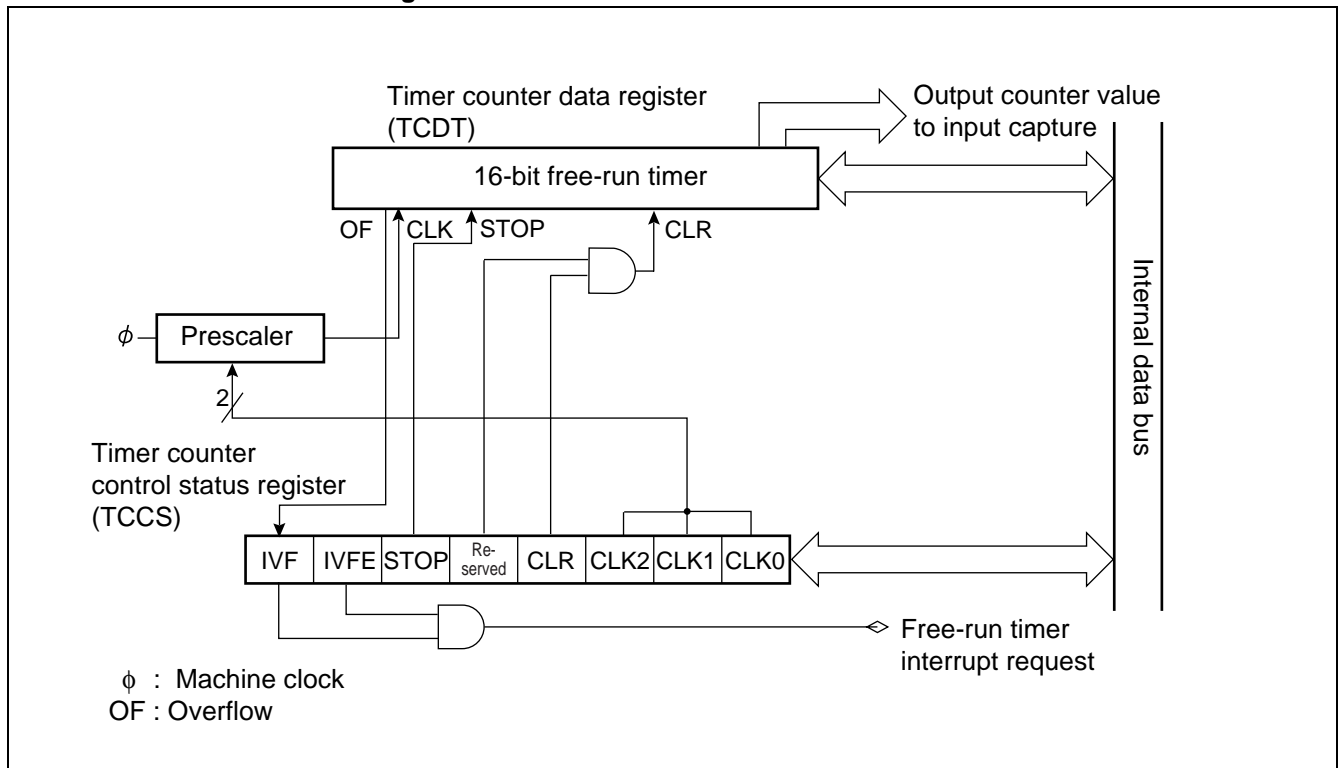 Timer counter data register
(TCDT)
Output counter value
to input capture
16-bit free-run timer
OF
CLK
STOP
CLR
ϕ
Prescaler
2
Internal data bus
Timer counter
control status register
(TCCS)
IVF
IVFE
STOP
Re-
served
CLR
CLK2
CLK1
CLK0
Free-run timer
interrupt request
ϕ : Machine clock
OF : Overflow